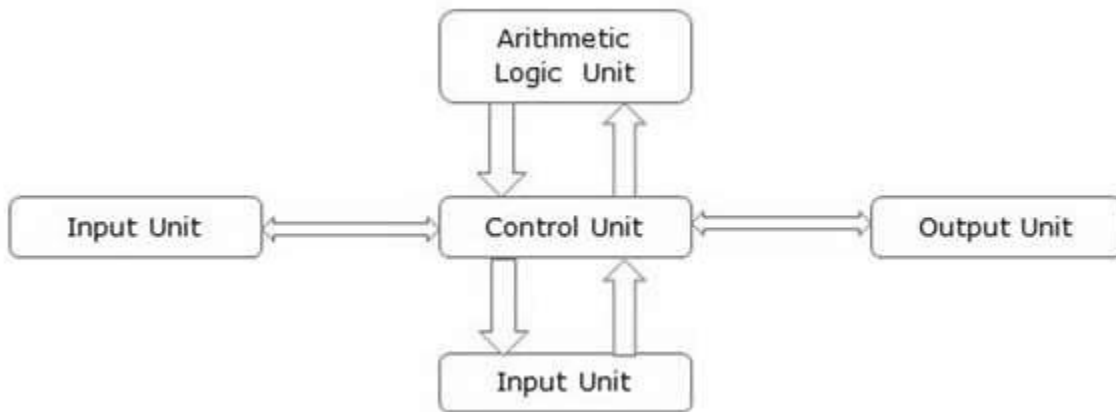 Arithmetic
Logic Unit
Input Unit
Control Unit
Output Unit
Input Unit